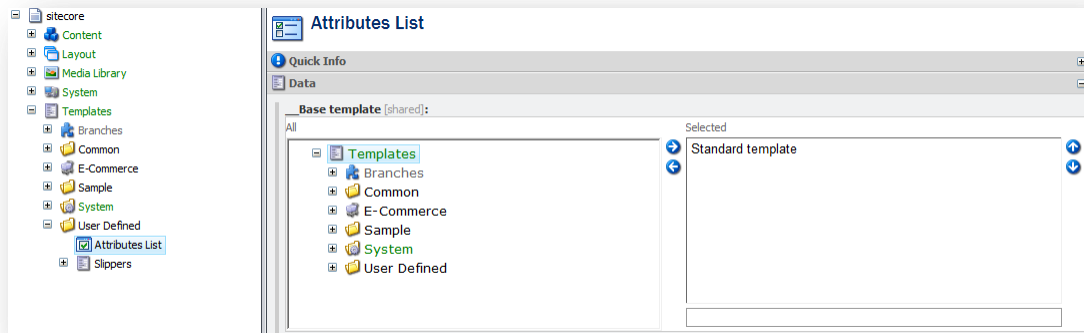 sitecore
Content
Layout
Media Library
System
Templates
Branches
Common
E-Commerce
Sample
System
User Defined
Attributes List
Slippers
Attributes List
Quick Info
Data
__Base template [shared]:
All
Templates
Branches
Common
E-Commerce
Sample
System
User Defined
Selected
Standard template